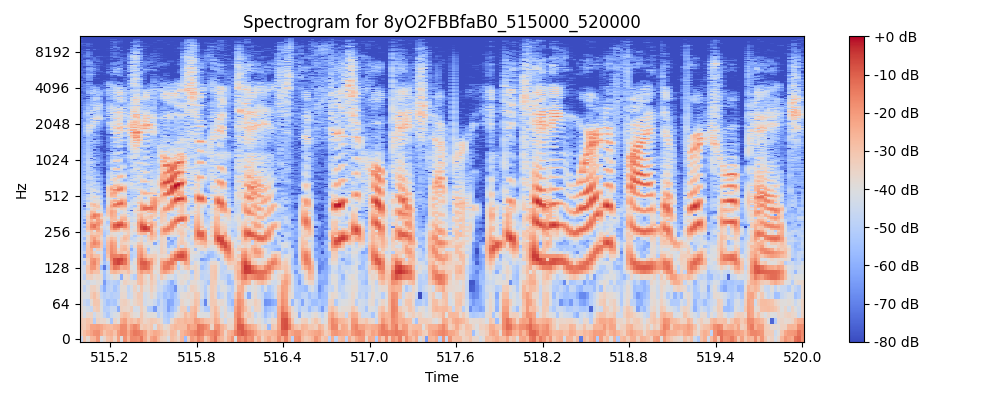 Spectrogram for 8yO2FBBfaB0_515000_520000
8192
4096
2048
1024
512
256
128
64
0
Hz
515.2 515.8 516.4 517.0 517.6 518.2 518.8 519.4 520.0
Time
+0 dB
-10 dB
-20 dB
-30 dB
-40 dB
-50 dB
-60 dB
-70 dB
-80 dB